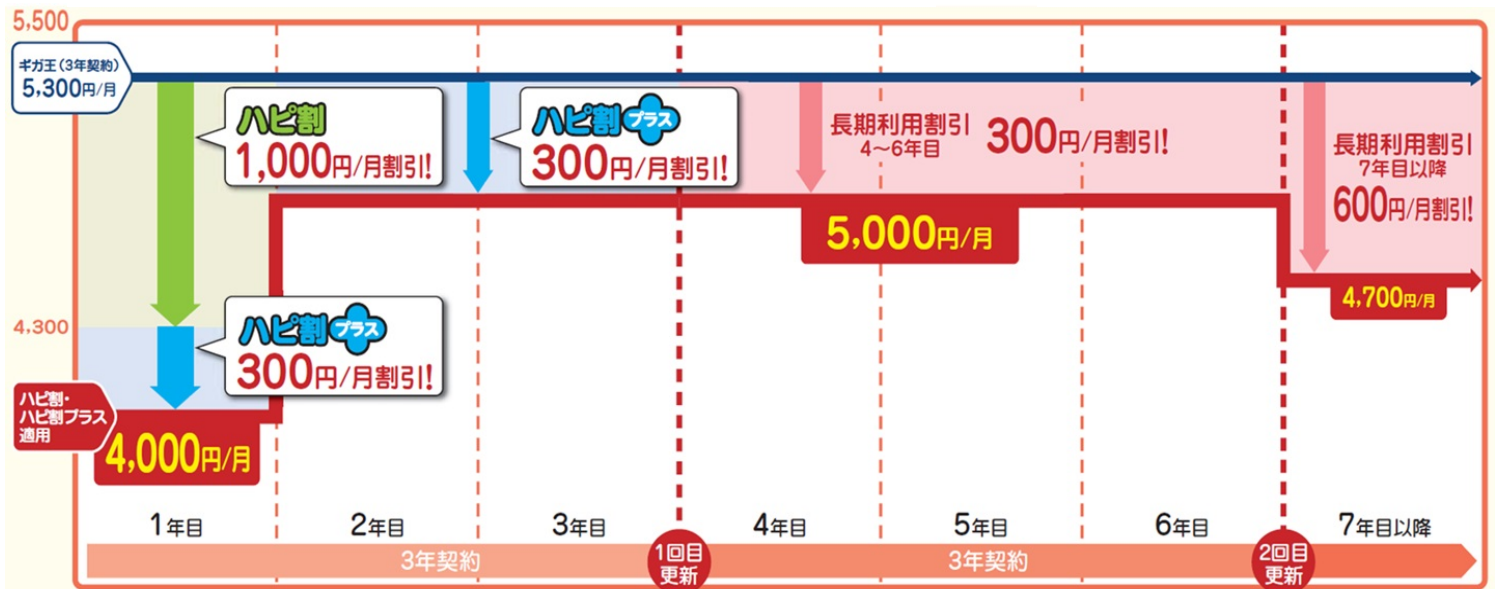 5,500
ギガ王(3年契約)
5,300円/月
ハピ割
1,000円/月割引!
ハピ割プラス
300円/月割引!
長期利用割引
4～6年目
300円/月割引!
長期利用割引
7年目以降
600円/月割引!
5,000円/月
4,700円/月
4,300
ハピ割プラス
300円/月割引!
ハピ割・
ハピ割プラス
適用
4,000円/月
1年目
2年目
3年目
4年目
5年目
6年目
7年目以降
3年契約
1回目
更新
3年契約
2回目
更新